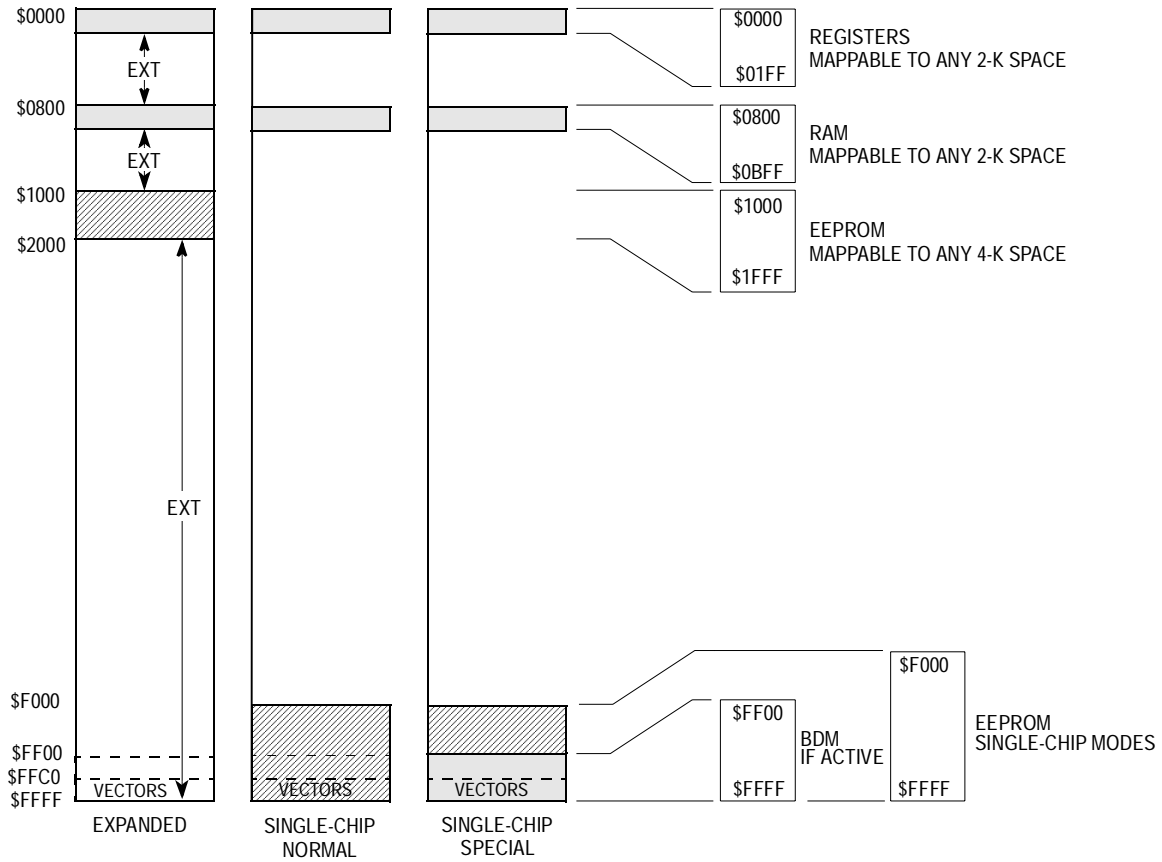 $0000
EXT
$0800
EXT
$1000
$2000
EXT
$F000
$FF00
$FFC0
$FFFF
VECTORS
EXPANDED
VECTORS
SINGLE-CHIP
NORMAL
VECTORS
SINGLE-CHIP
SPECIAL
$0000
$01FF
REGISTERS
MAPPABLE TO ANY 2-K SPACE
$0800
$0BFF
RAM
MAPPABLE TO ANY 2-K SPACE
$1000
$1FFF
EEPROM
MAPPABLE TO ANY 4-K SPACE
$FF00
$FFFF
BDM
IF ACTIVE
$F000
$FFFF
EEPROM
SINGLE-CHIP MODES